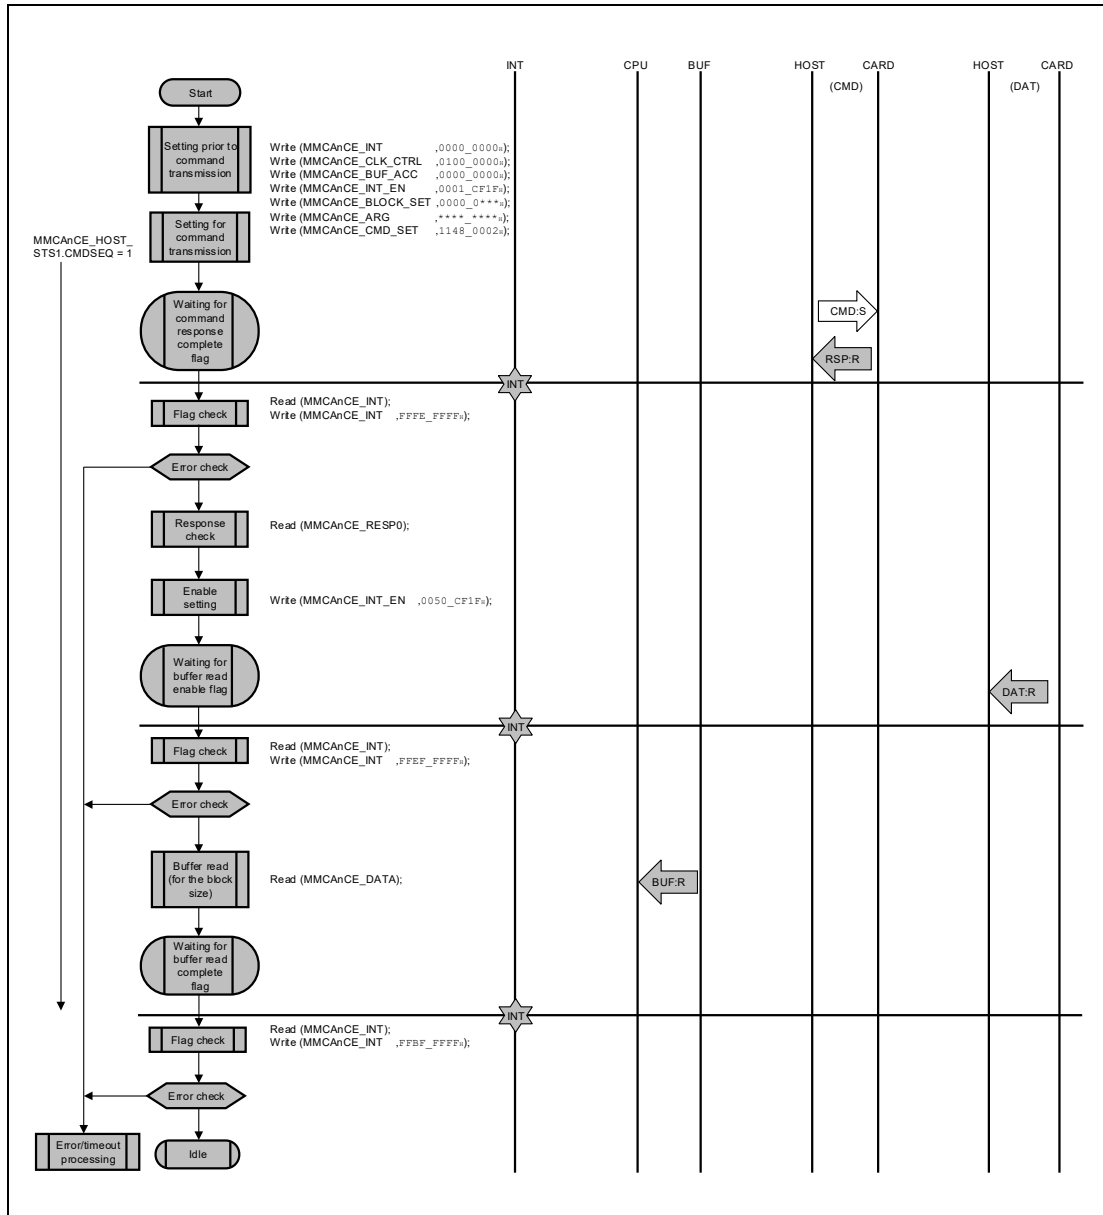 INT CPU BUF HOST CARD HOST CARD
(CMD) (DAT)
Start
Setting prior to
command
transmission
Write (MMCAnCE_INT ,0000_0000H);
Write (MMCAnCE_CLK_CTRL ,0100_0000H);
Write (MMCAnCE_BUF_ACC ,0000_0000H);
Write (MMCAnCE_INT_EN ,0001_CF1FH);
Write (MMCAnCE_BLOCK_SET ,0000_0***H);
Write (MMCAnCE_ARG ,****_****H);
Write (MMCAnCE_CMD_SET ,1148_0002H);
Setting for
command
transmission
MMCAnCE_HOST_
STS1.CMDSEQ = 1
Waiting for
command
response
complete
flag
CMD:S
RSP:R
INT
Flag check
Read (MMCAnCE_INT);
Write (MMCAnCE_INT ,FFFE_FFFFH);
Error check
Response
check
Read (MMCAnCE_RESP0);
Enable
setting
Write (MMCAnCE_INT_EN ,0050_CF1FH);
Waiting for
buffer read
enable flag
DAT:R
INT
Flag check
Read (MMCAnCE_INT);
Write (MMCAnCE_INT ,FFEF_FFFFH);
Error check
Buffer read
(for the block
size)
Read (MMCAnCE_DATA);
BUF:R
Waiting for
buffer read
complete
flag
INT
Flag check
Read (MMCAnCE_INT);
Write (MMCAnCE_INT ,FFBF_FFFFH);
Error check
Error/timeout
processing
Idle